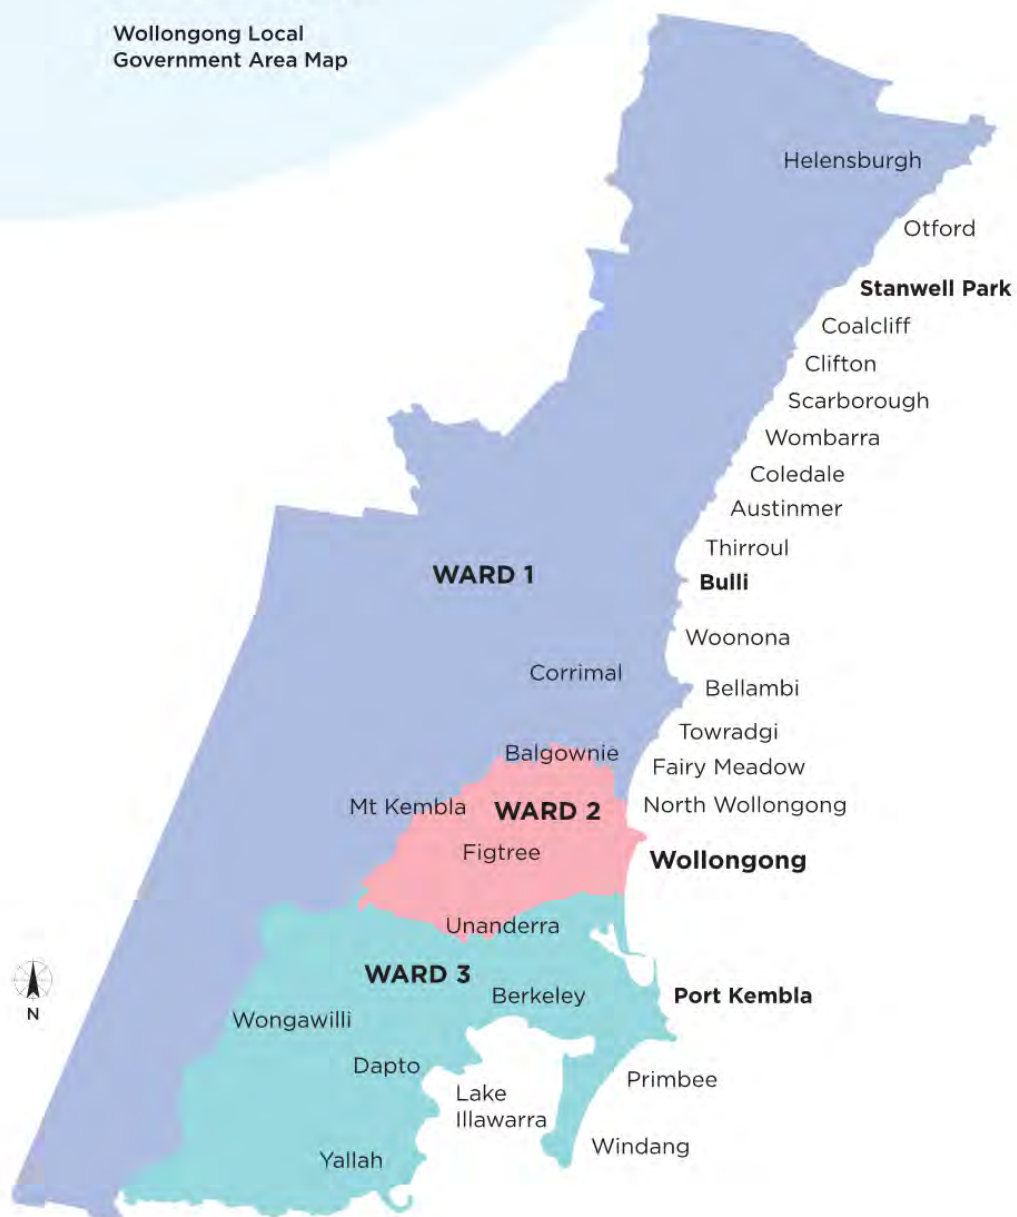 Wollongong Local
Government Area Map
Helensburgh
Otford
Stanwell Park
Coalcliff
Clifton
Scarborough
Wombarra
Coledale
Austinmer
Thirroul
WARD 1
Bulli
Woonona
Corrimal
Bellambi
Towradgi
Balgownie
Fairy Meadow
Mt Kembla
WARD 2
North Wollongong
Figtree
Wollongong
Unanderra
WARD 3
Berkeley
Port Kembla
N
Wongawilli
Dapto
Primbee
Lake
Illawarra
Windang
Yallah